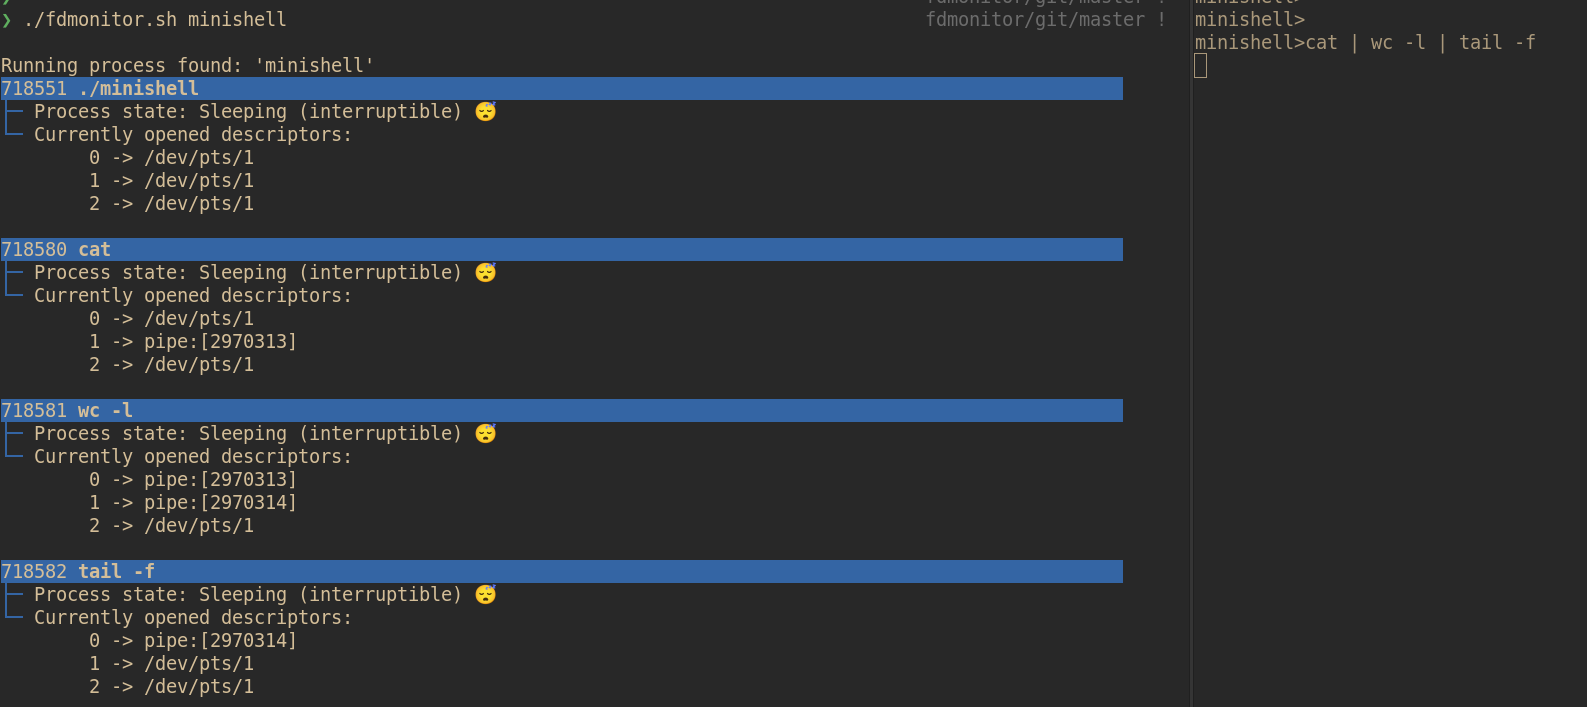 ❯ ./fdmonitor.sh minishell
fdmonitor/git/master !
Running process found: 'minishell'
718551 ./minishell
Process state: Sleeping (interruptible) 😴
Currently opened descriptors:
0 -> /dev/pts/1
1 -> /dev/pts/1
2 -> /dev/pts/1
718580 cat
Process state: Sleeping (interruptible) 😴
Currently opened descriptors:
0 -> /dev/pts/1
1 -> pipe:[2970313]
2 -> /dev/pts/1
718581 wc -l
Process state: Sleeping (interruptible) 😴
Currently opened descriptors:
0 -> pipe:[2970313]
1 -> pipe:[2970314]
2 -> /dev/pts/1
718582 tail -f
Process state: Sleeping (interruptible) 😴
Currently opened descriptors:
0 -> pipe:[2970314]
1 -> /dev/pts/1
2 -> /dev/pts/1
minishell>
minishell>
minishell>cat | wc -l | tail -f